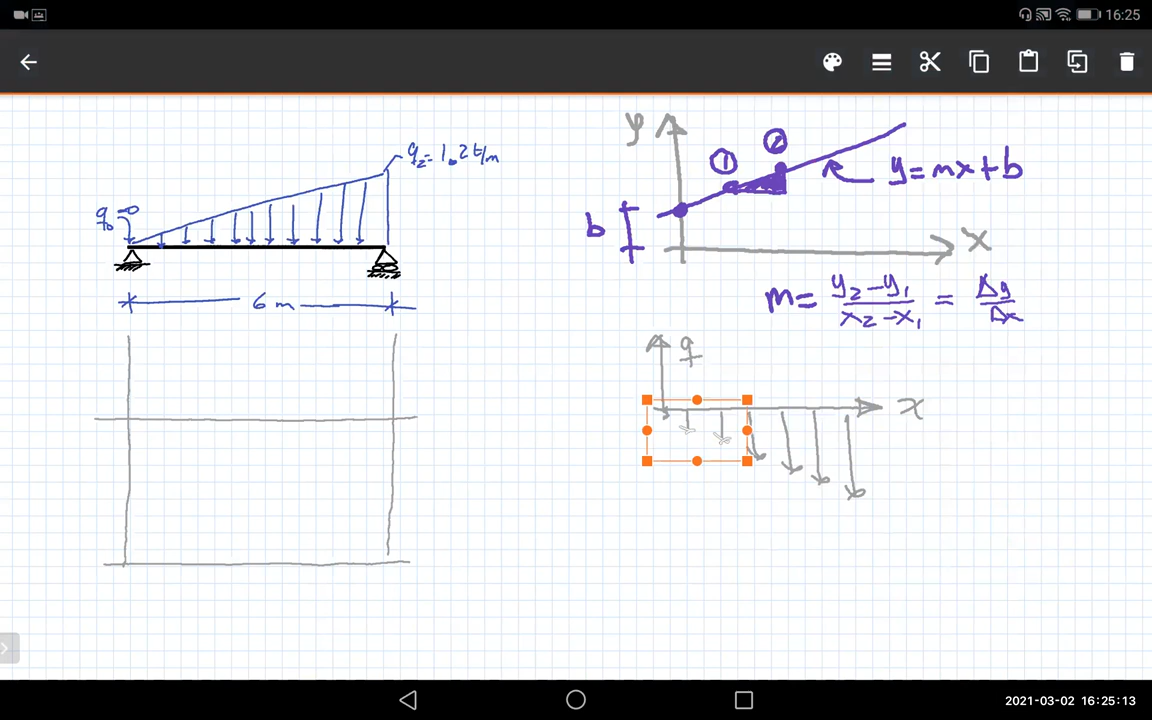 16:25
q₀=0
q₂=1.2 t/m
6 m
y
① ②
y=mx+b
b
x
m= y₂-y₁ / x₂-x₁ = Δy / Δx
q
x
2021-03-02 16:25:13